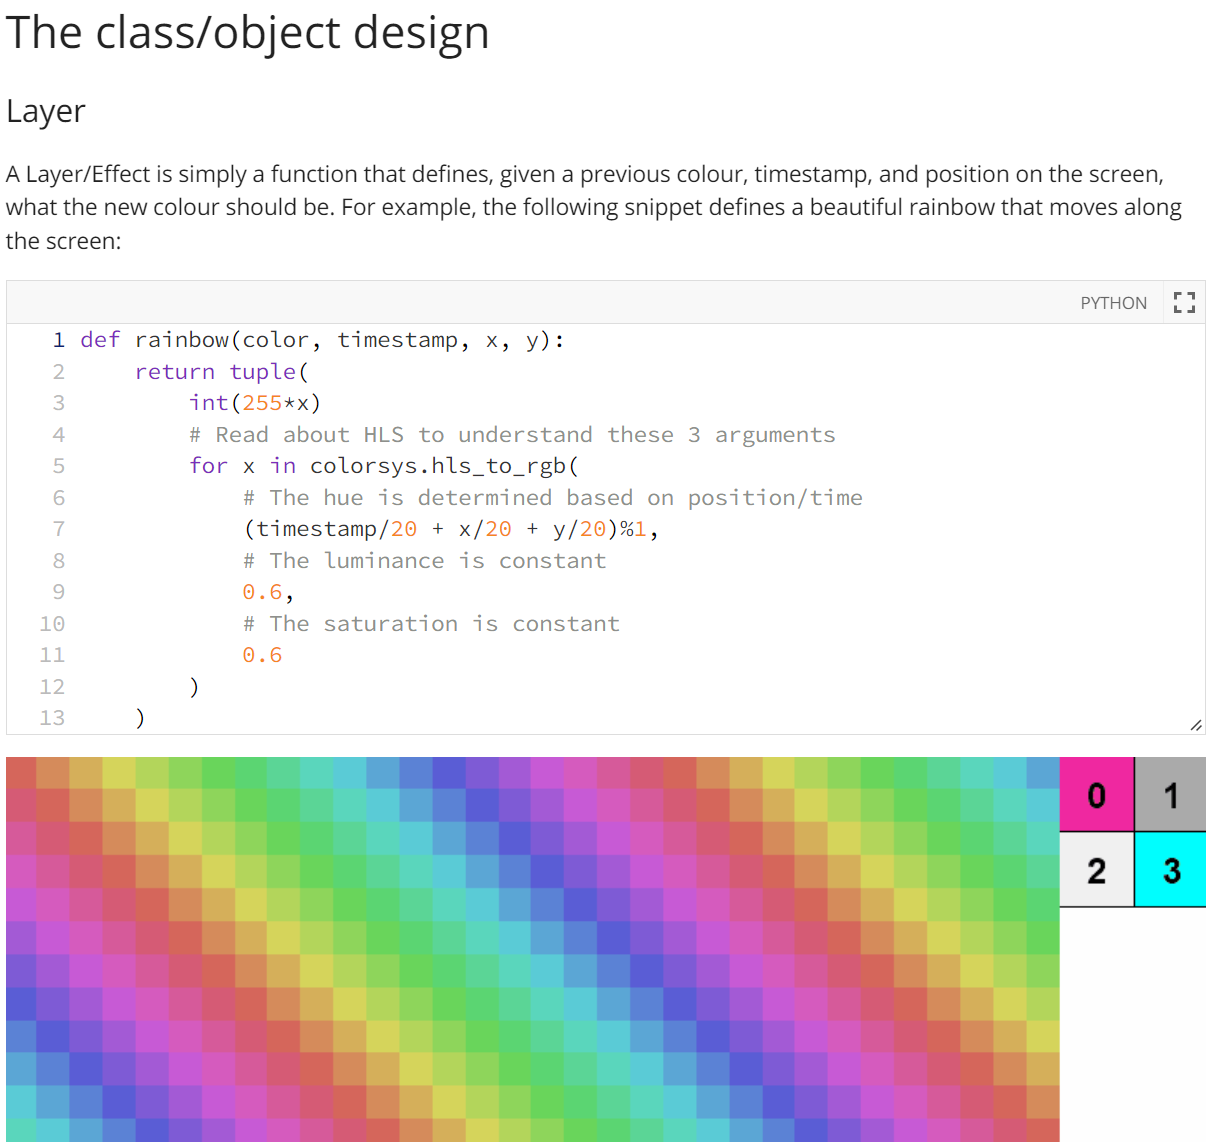 The class/object design
Layer
A Layer/Effect is simply a function that defines, given a previous colour, timestamp, and position on the screen,
what the new colour should be. For example, the following snippet defines a beautiful rainbow that moves along
the screen:
PYTHON
1 def rainbow(color, timestamp, x, y):
2     return tuple(
3         int(255*x)
4         # Read about HLS to understand these 3 arguments
5         for x in colorsys.hls_to_rgb(
6             # The hue is determined based on position/time
7             (timestamp/20 + x/20 + y/20)%1,
8             # The luminance is constant
9             0.6,
10             # The saturation is constant
11             0.6
12         )
13     )
0 1
2 3